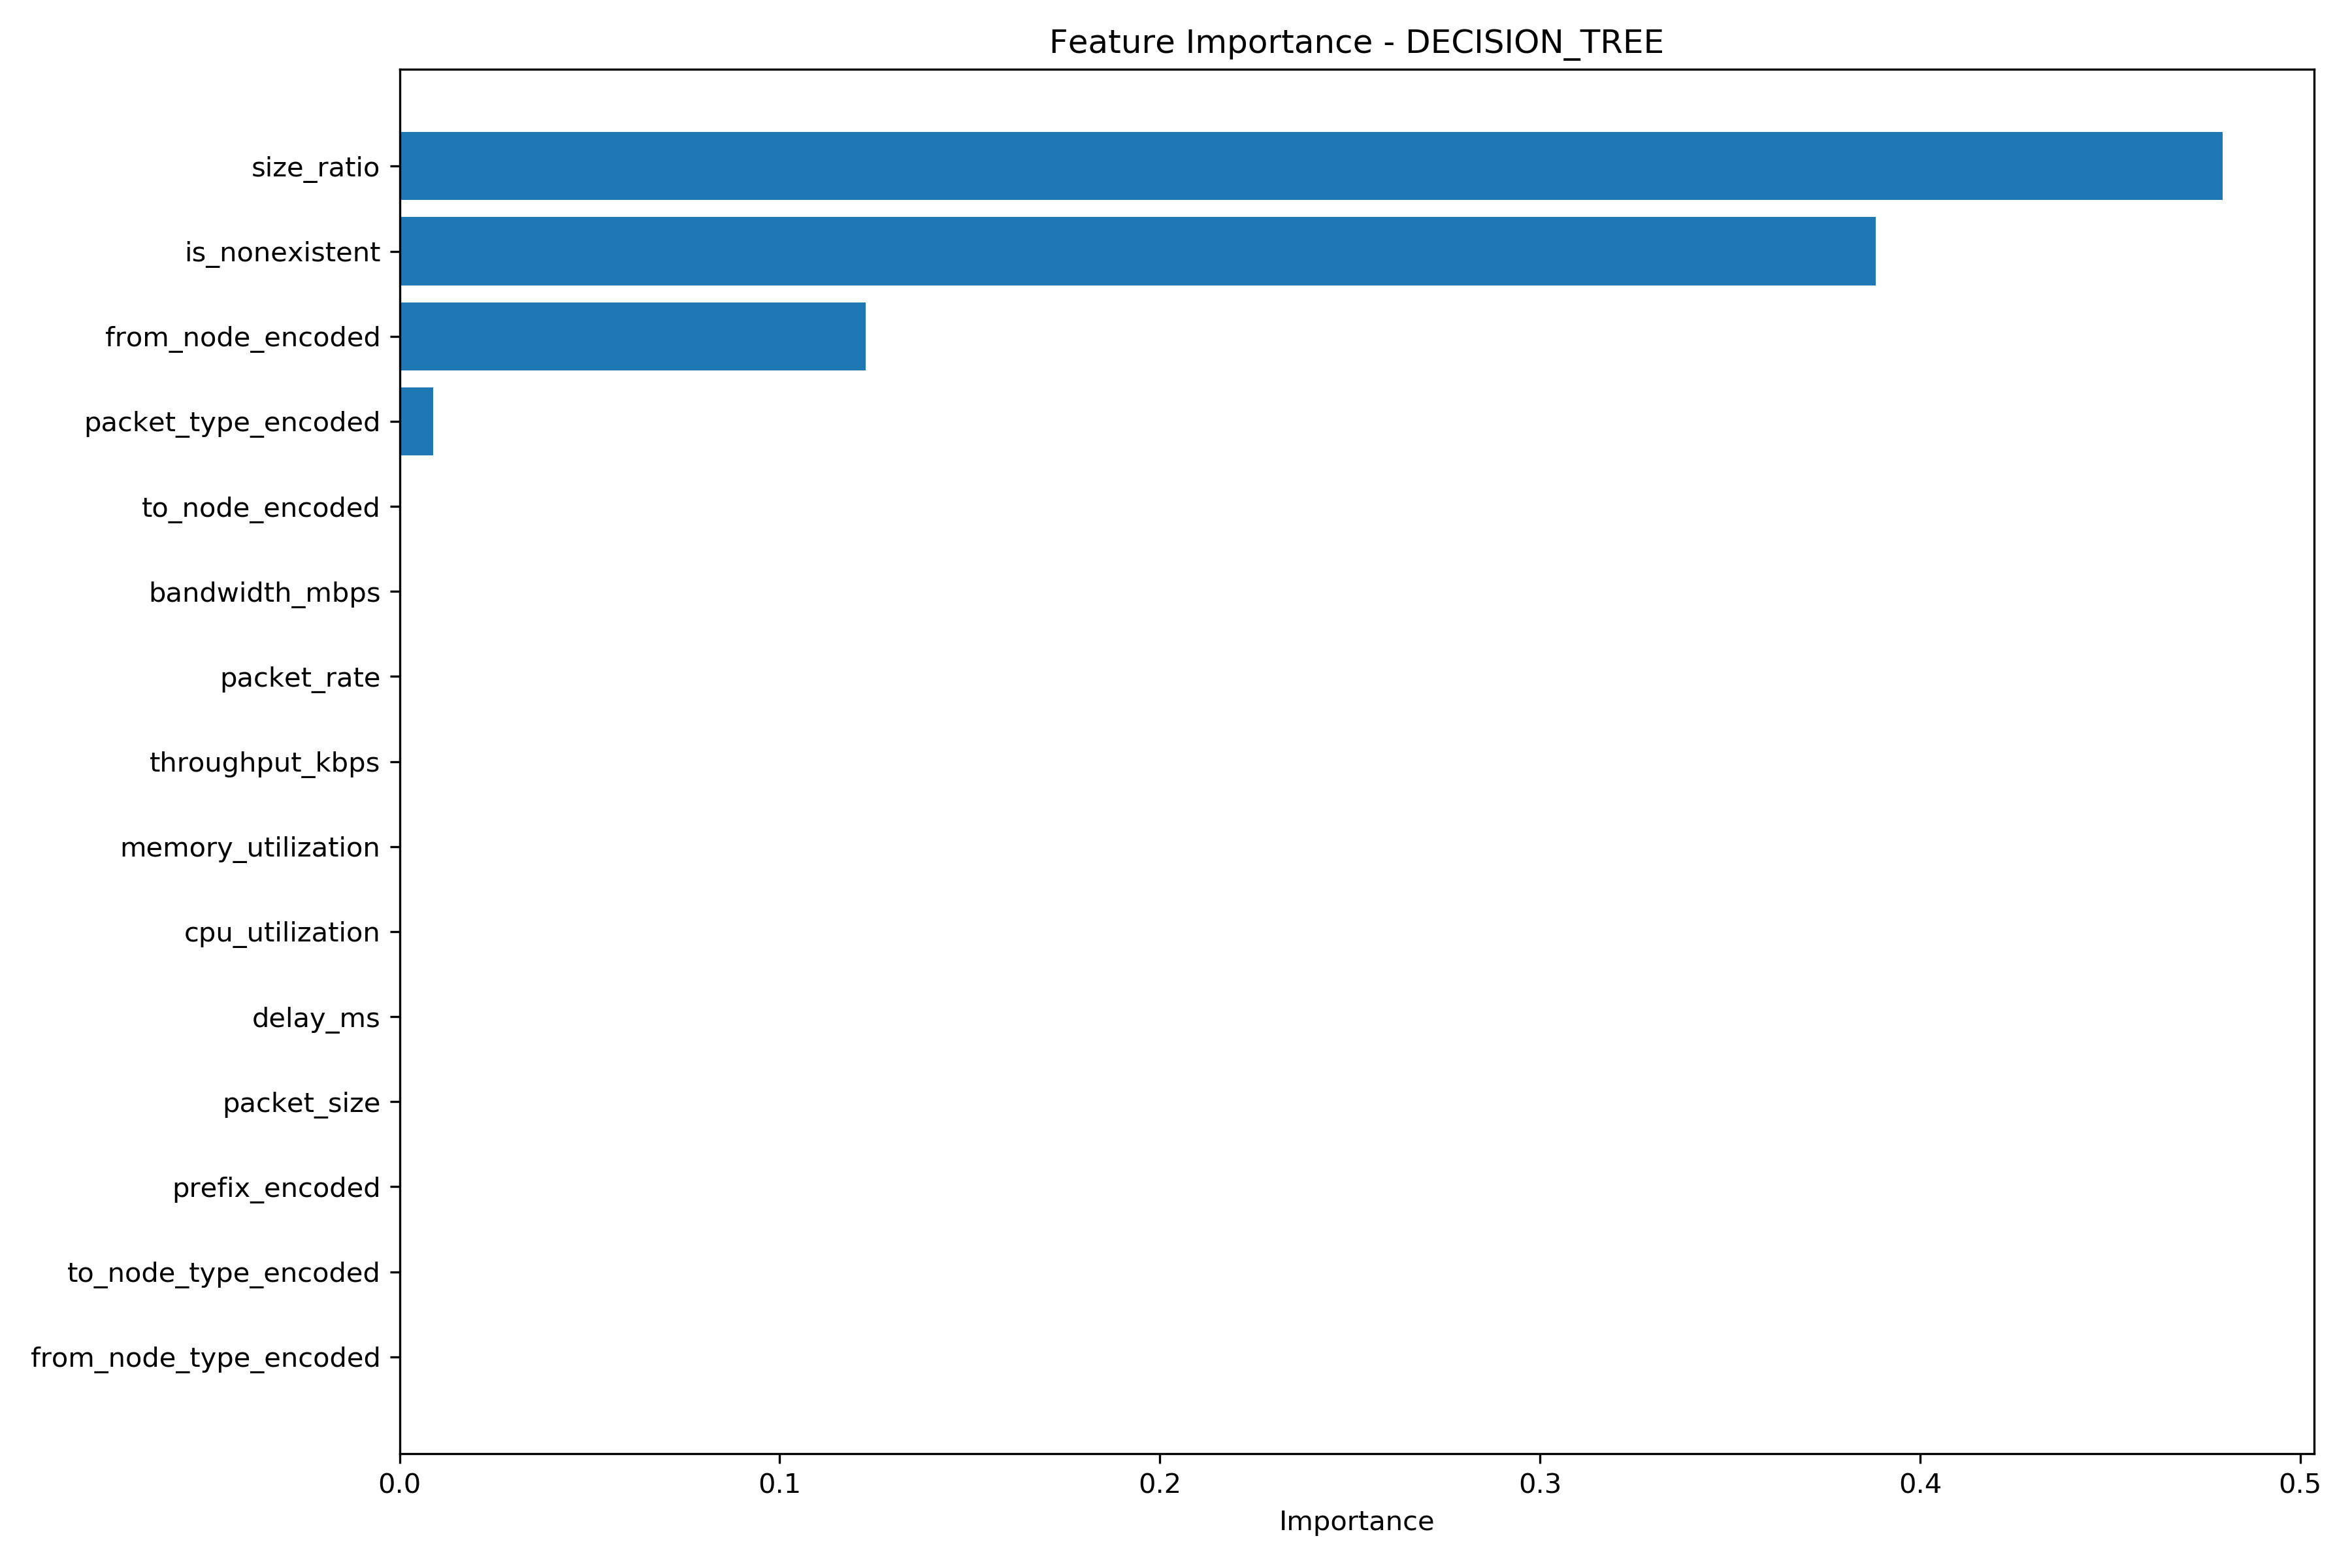 Feature Importance - DECISION_TREE
size_ratio
is_nonexistent
from_node_encoded
packet_type_encoded
to_node_encoded
bandwidth_mbps
packet_rate
throughput_kbps
memory_utilization
cpu_utilization
delay_ms
packet_size
prefix_encoded
to_node_type_encoded
from_node_type_encoded
0.0 0.1 0.2 0.3 0.4 0.5
Importance